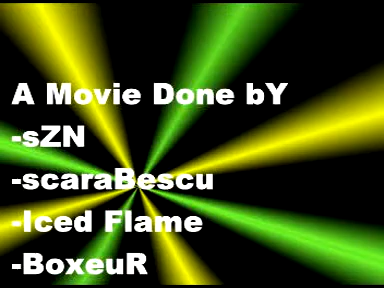 A Movie Done bY
-sZN
-scaraBescu
-Iced Flame
-BoxeuR